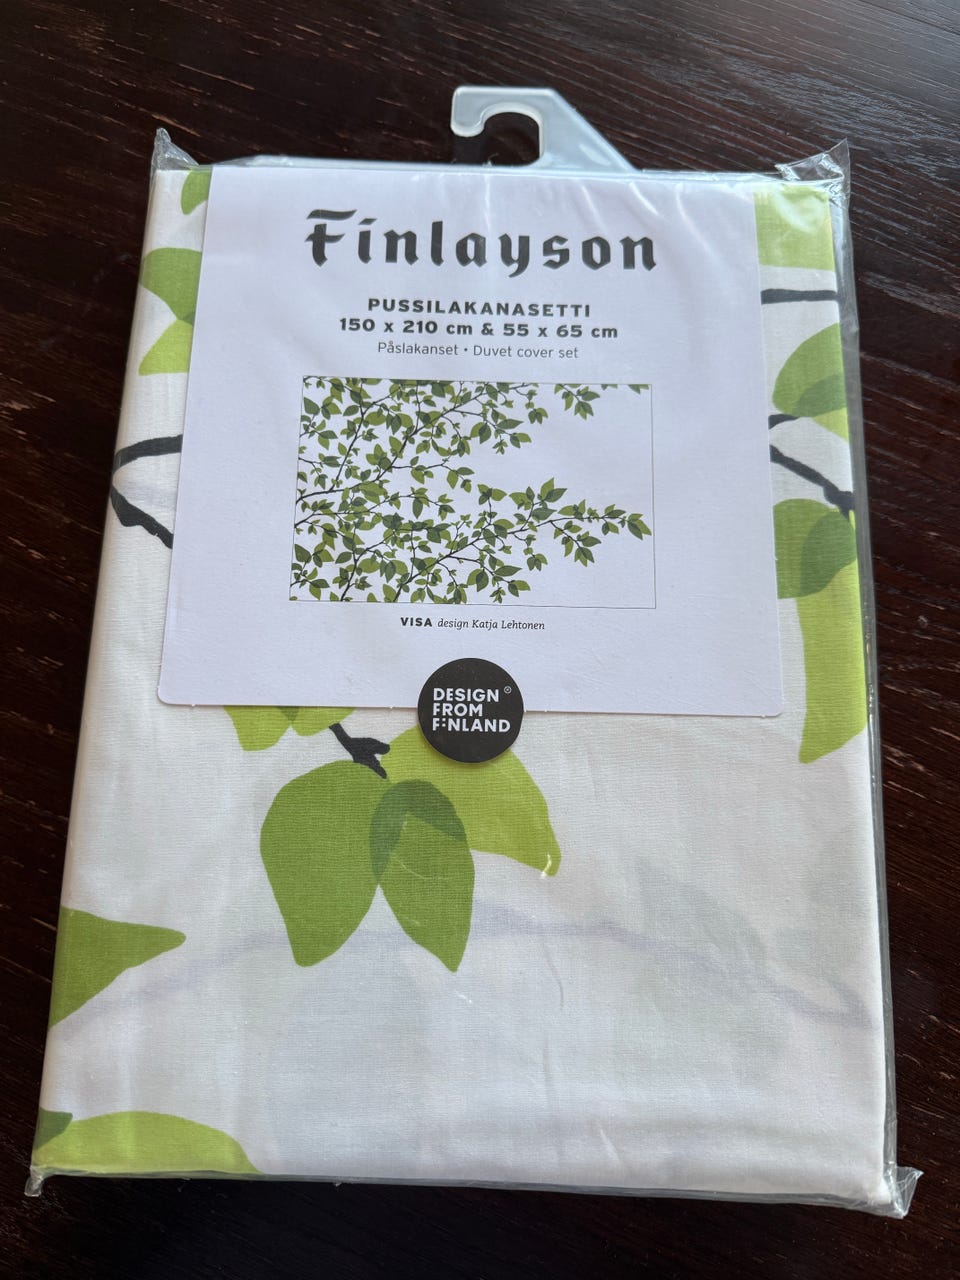 Finlayson
PUSSILAKANASETTI
150 x 210 cm & 55 x 65 cm
Påslakanset • Duvet cover set
VISA design Katja Lehtonen
DESIGN ®
FROM
FINLAND